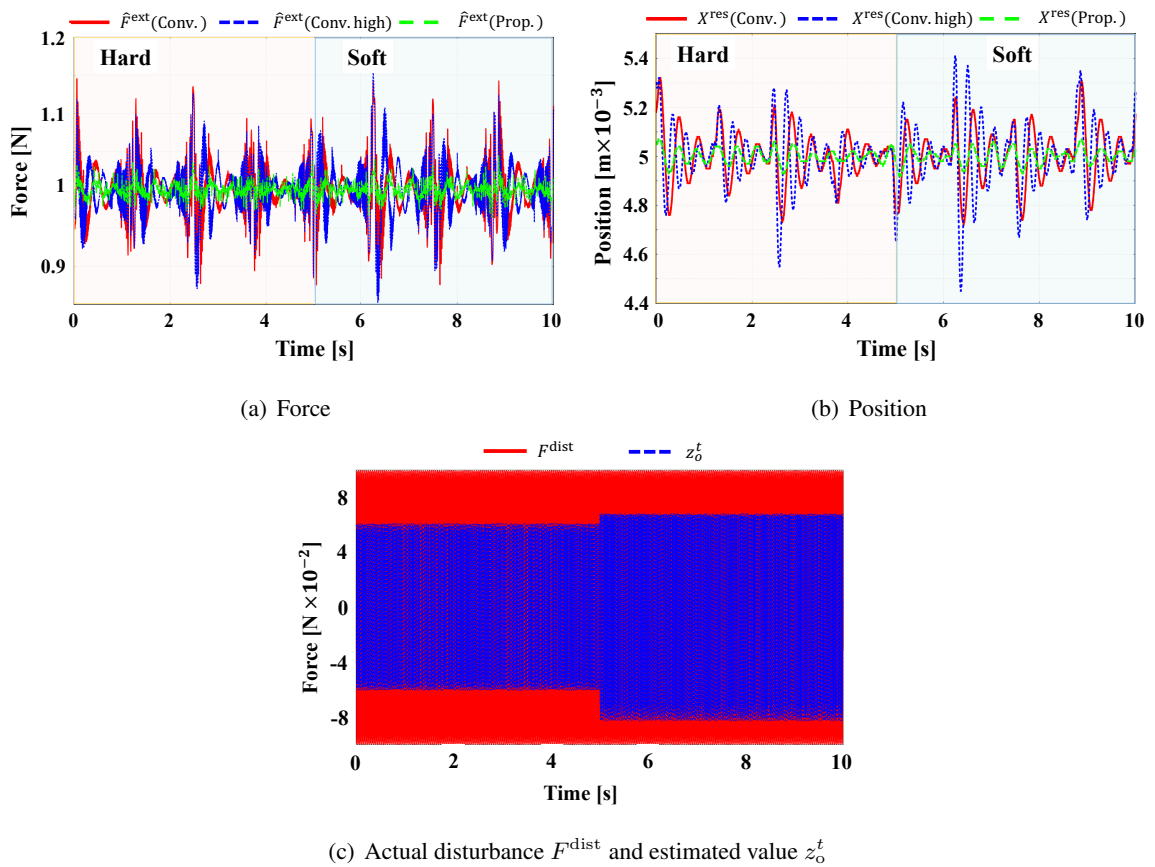 F̂ᵉˣᵗ(Conv.) F̂ᵉˣᵗ(Conv. high) F̂ᵉˣᵗ(Prop.)
Xʳᵉˢ(Conv.) Xʳᵉˢ(Conv. high) Xʳᵉˢ(Prop.)
Force [N]
1.2
1.1
1
0.9
Hard Soft
0 2 4 6 8 10
Time [s]
(a) Force
Position [m×10⁻³]
5.4
5.2
5
4.8
4.6
4.4
Hard Soft
0 2 4 6 8 10
Time [s]
(b) Position
Fᵈⁱˢᵗ zₒᵗ
Force [N ×10⁻²]
8
4
0
-4
-8
0 2 4 6 8 10
Time [s]
(c) Actual disturbance Fᵈⁱˢᵗ and estimated value zₒᵗ